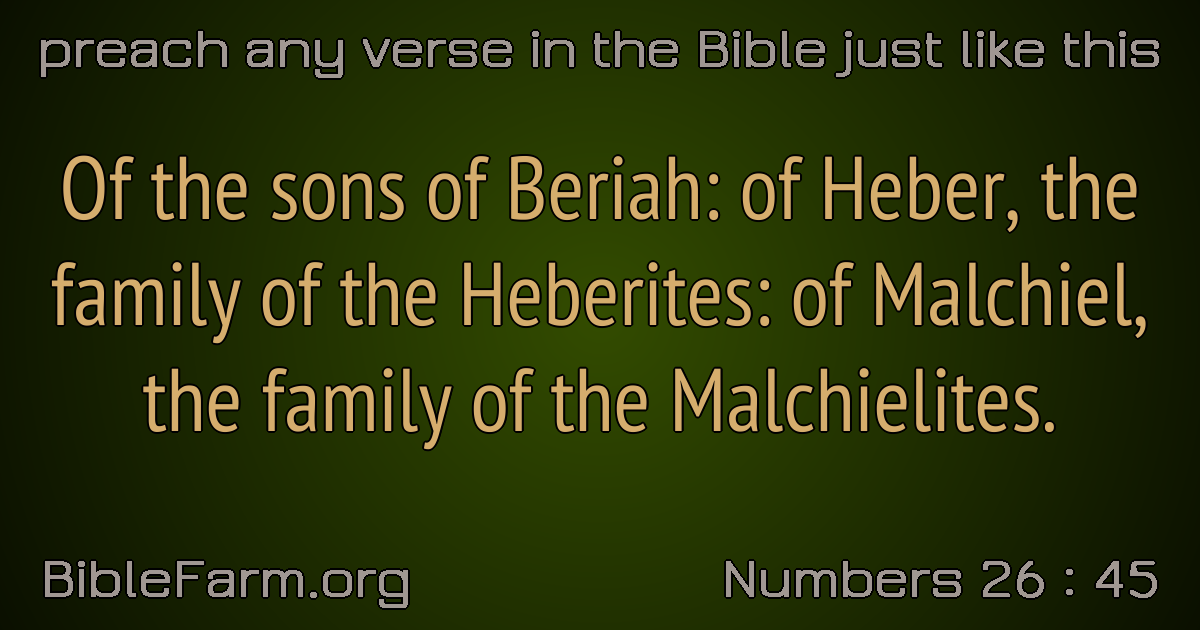 preach any verse in the Bible just like this
Of the sons of Beriah: of Heber, the
family of the Heberites: of Malchiel,
the family of the Malchielites.
BibleFarm.org
Numbers 26 : 45